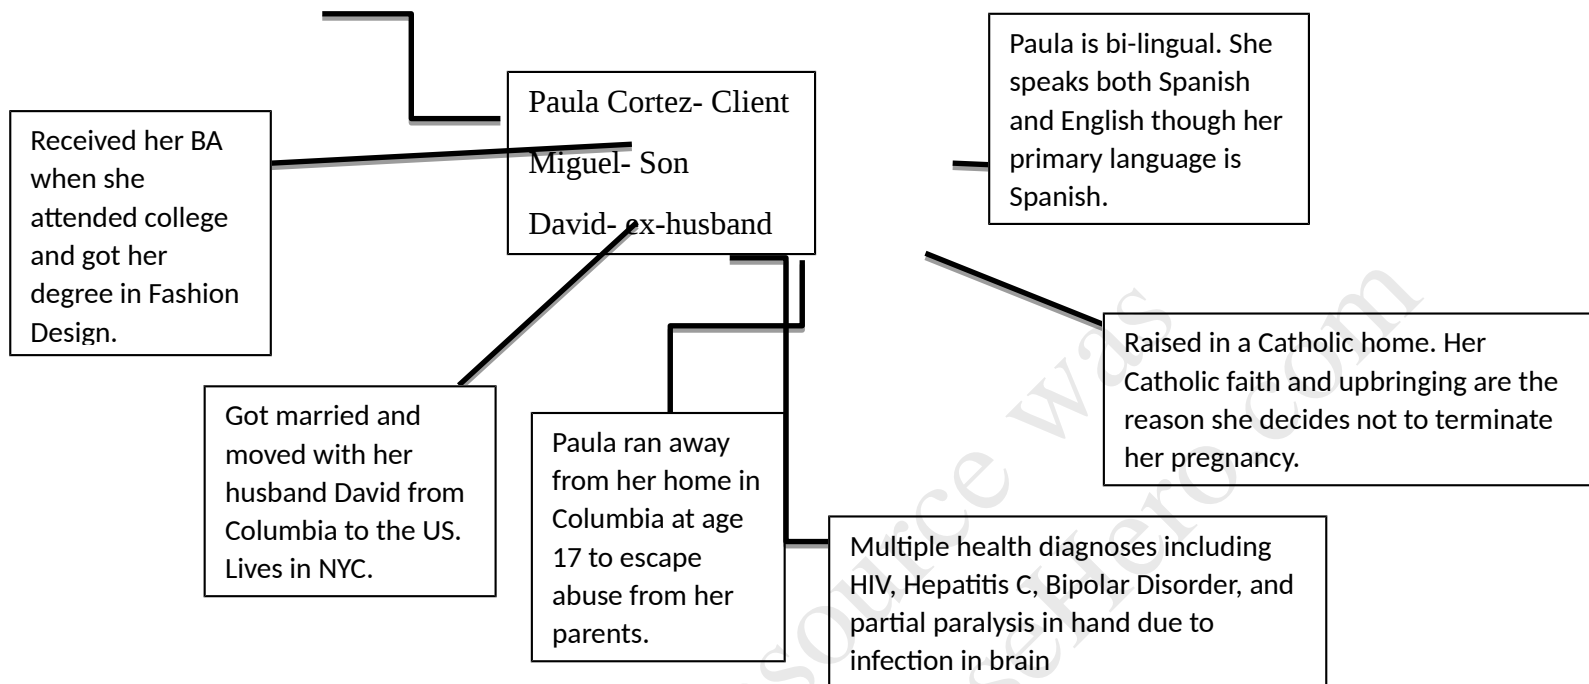 Paula is bi-lingual. She
speaks both Spanish
and English though her
primary language is
Spanish.
Paula Cortez- Client
Miguel- Son
David- ex-husband
Received her BA
when she
attended college
and got her
degree in Fashion
Design.
Raised in a Catholic home. Her
Catholic faith and upbringing are the
reason she decides not to terminate
her pregnancy.
Got married and
moved with her
husband David from
Columbia to the US.
Lives in NYC.
Paula ran away
from her home in
Columbia at age
17 to escape
abuse from her
parents.
Multiple health diagnoses including
HIV, Hepatitis C, Bipolar Disorder, and
partial paralysis in hand due to
infection in brain
was
com